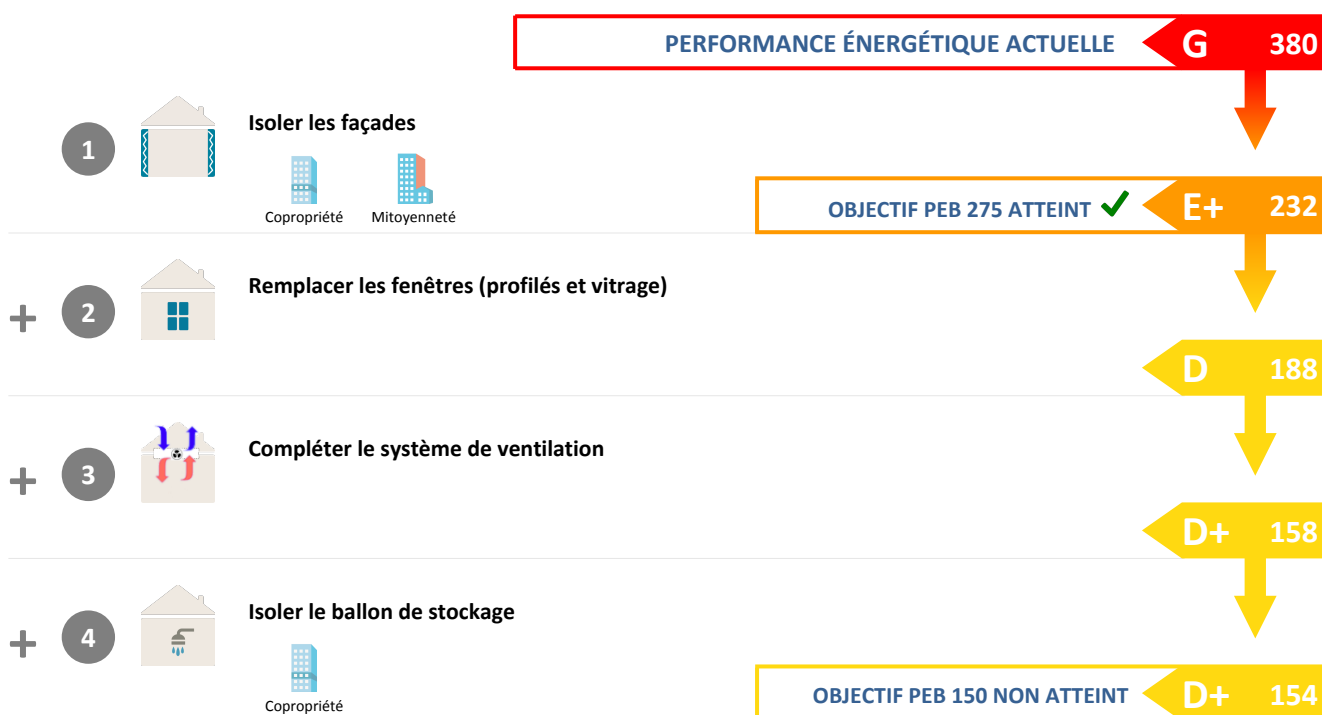 PERFORMANCE ÉNERGÉTIQUE ACTUELLE G 380
1 Isoler les façades
Copropriété Mitoyenneté
OBJECTIF PEB 275 ATTEINT E+ 232
+ 2 Remplacer les fenêtres (profilés et vitrage)
D 188
+ 3 Compléter le système de ventilation
D+ 158
+ 4 Isoler le ballon de stockage
Copropriété
OBJECTIF PEB 150 NON ATTEINT D+ 154